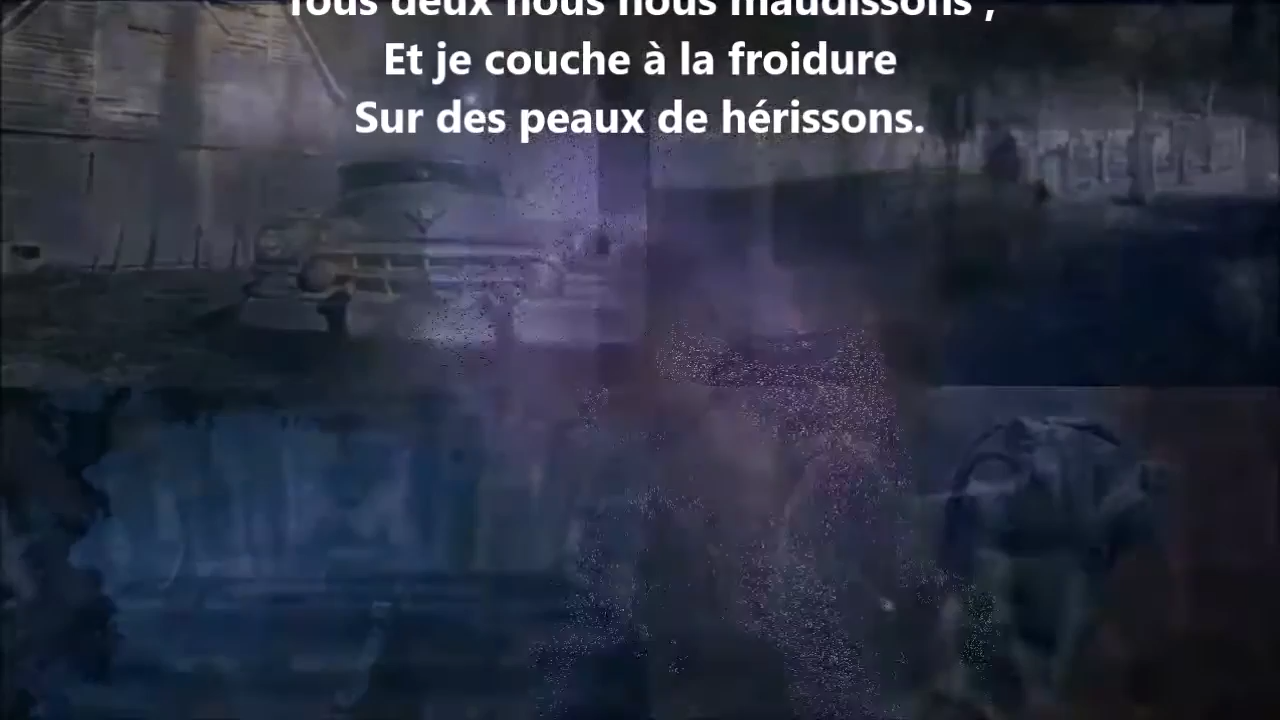 Tous deux nous nous maudissons ;
Et je couche à la froidure
Sur des peaux de hérissons.